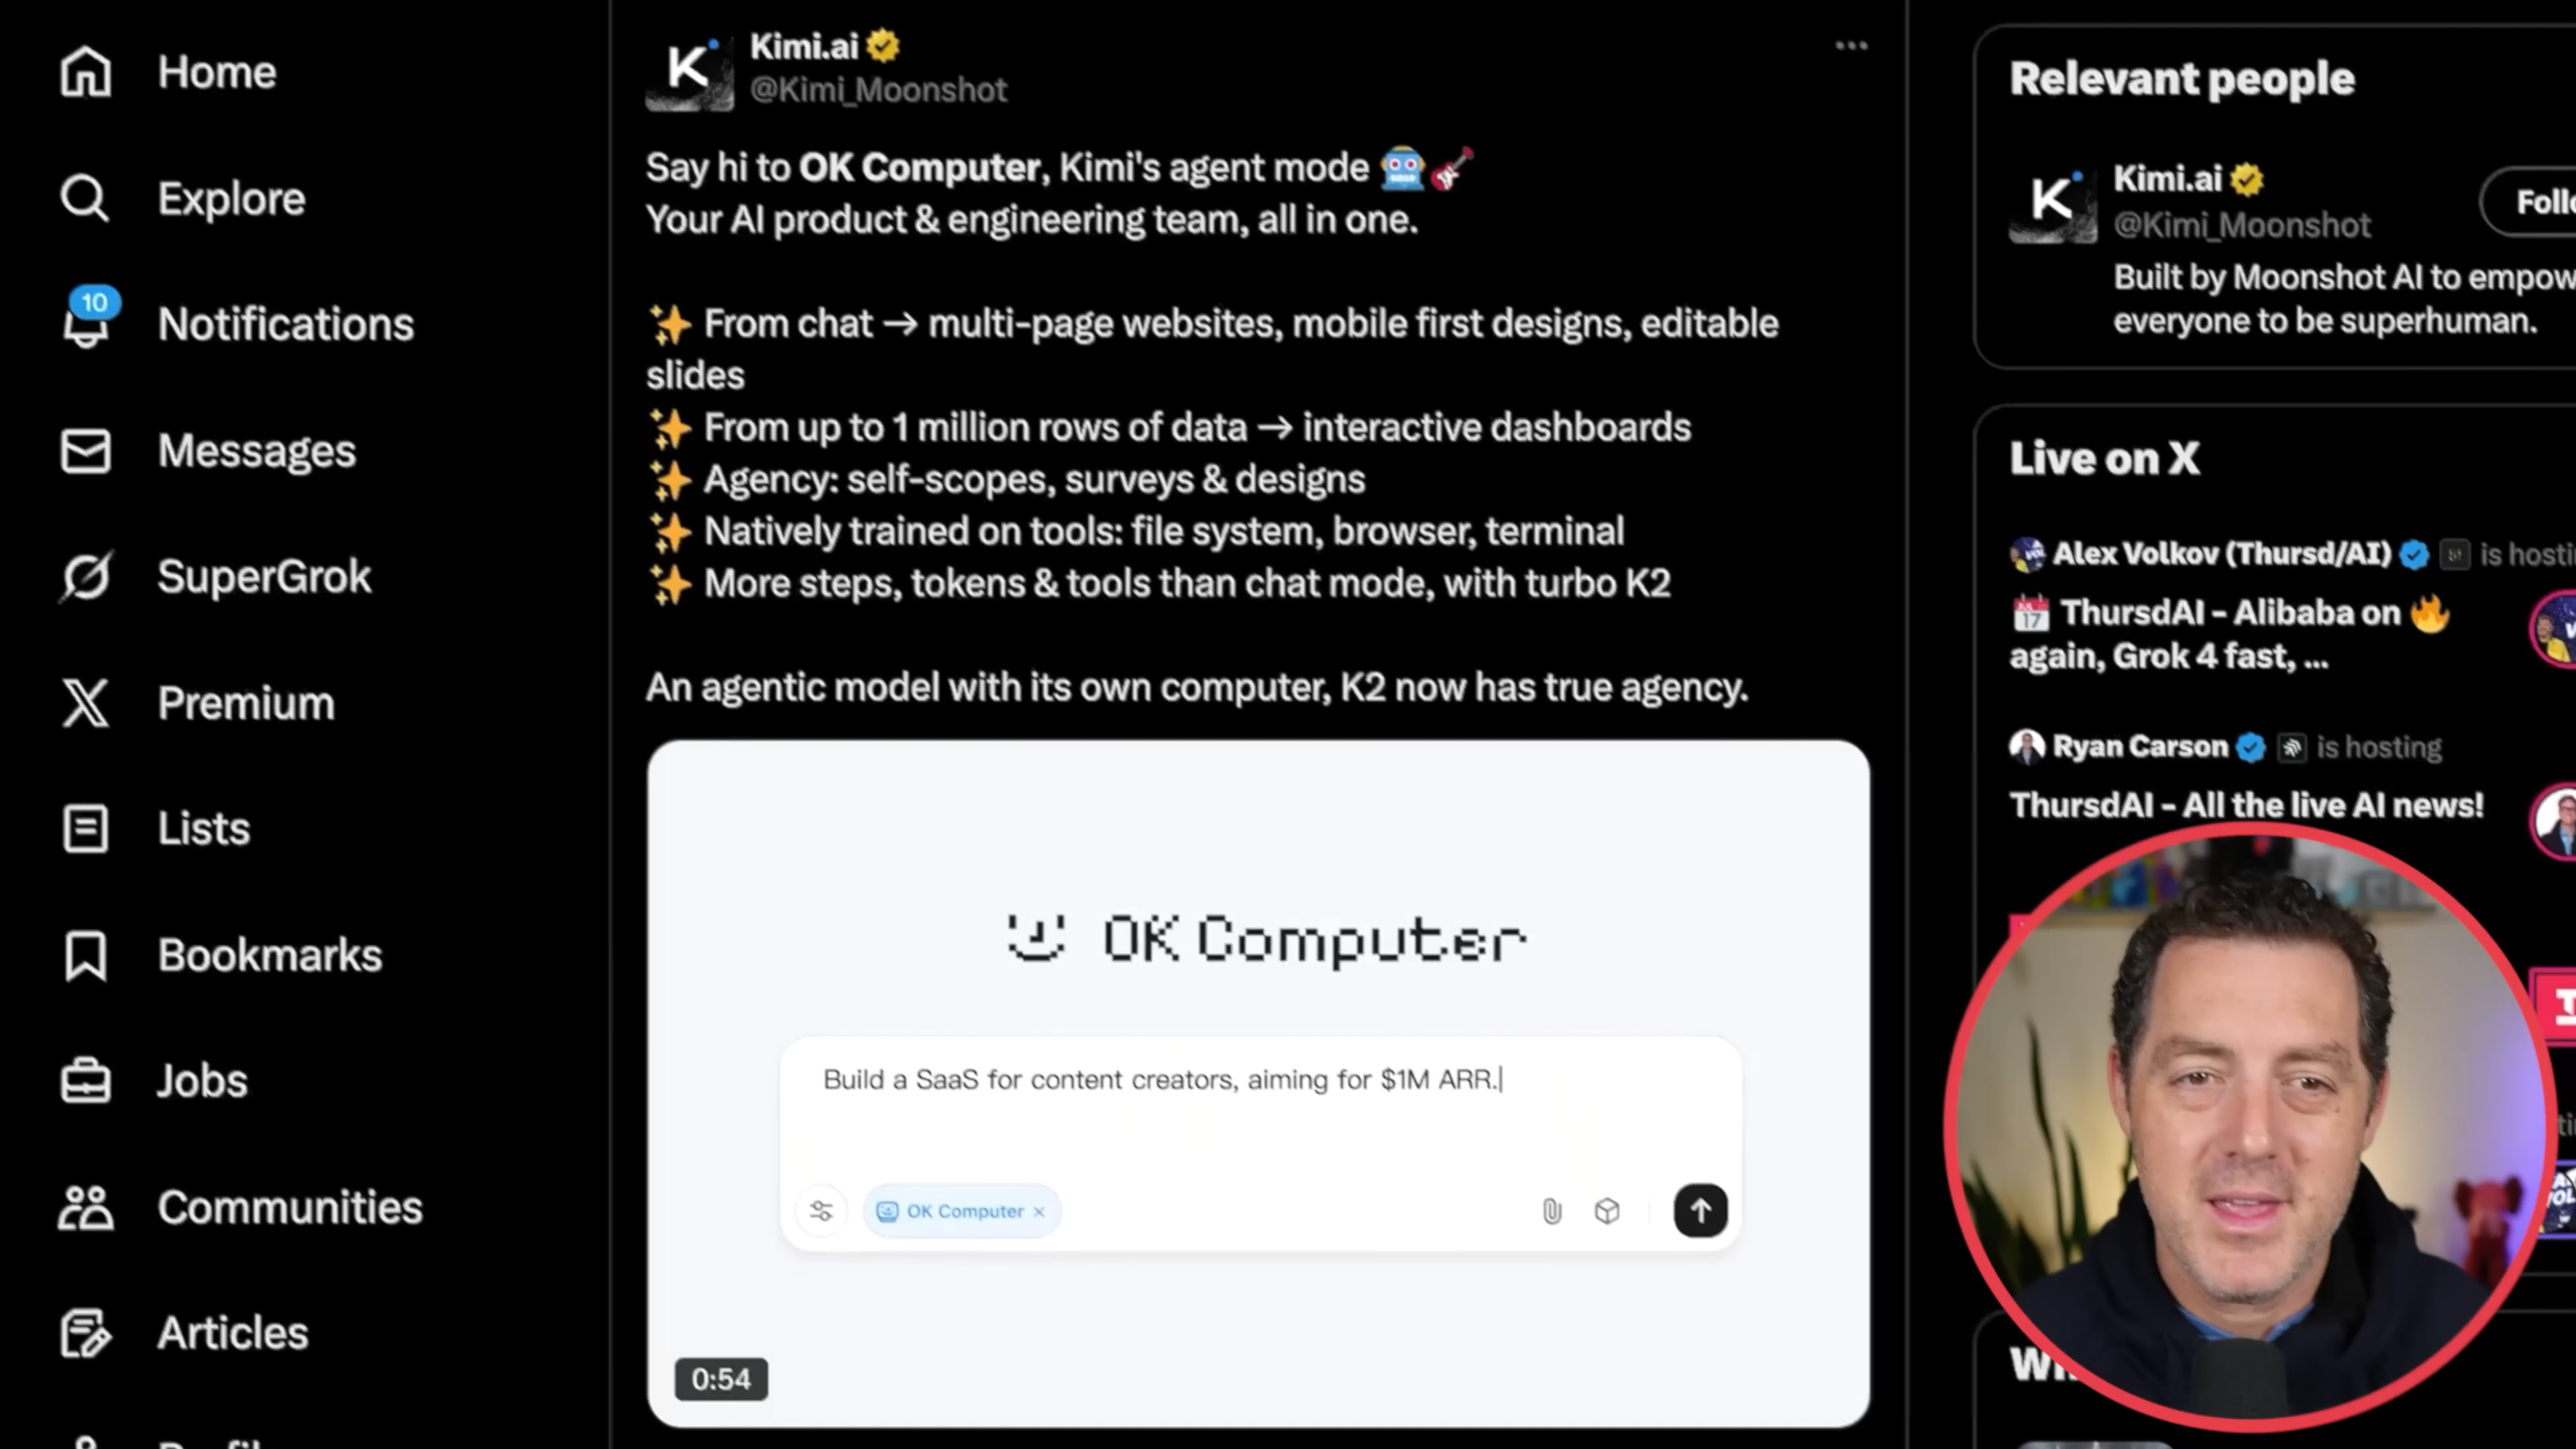 Home
Explore
10
Notifications
Messages
SuperGrok
Premium
Lists
Bookmarks
Jobs
Communities
Articles
Kimi.ai
@Kimi_Moonshot
Say hi to OK Computer, Kimi's agent mode 🤖🎸
Your AI product & engineering team, all in one.
✨ From chat → multi-page websites, mobile first designs, editable
slides
✨ From up to 1 million rows of data → interactive dashboards
✨ Agency: self-scopes, surveys & designs
✨ Natively trained on tools: file system, browser, terminal
✨ More steps, tokens & tools than chat mode, with turbo K2
An agentic model with its own computer, K2 now has true agency.
OK Computer
Build a SaaS for content creators, aiming for $1M ARR.
OK Computer ×
0:54
Relevant people
Kimi.ai
@Kimi_Moonshot
Built by Moonshot AI to
everyone to be superhuman.
Live on X
Alex Volkov (Thursd/AI) is
📅 ThursdAI - Alibaba on 🔥
again, Grok 4 fast, ...
Ryan Carson is hosting
ThursdAI - All the live AI news!